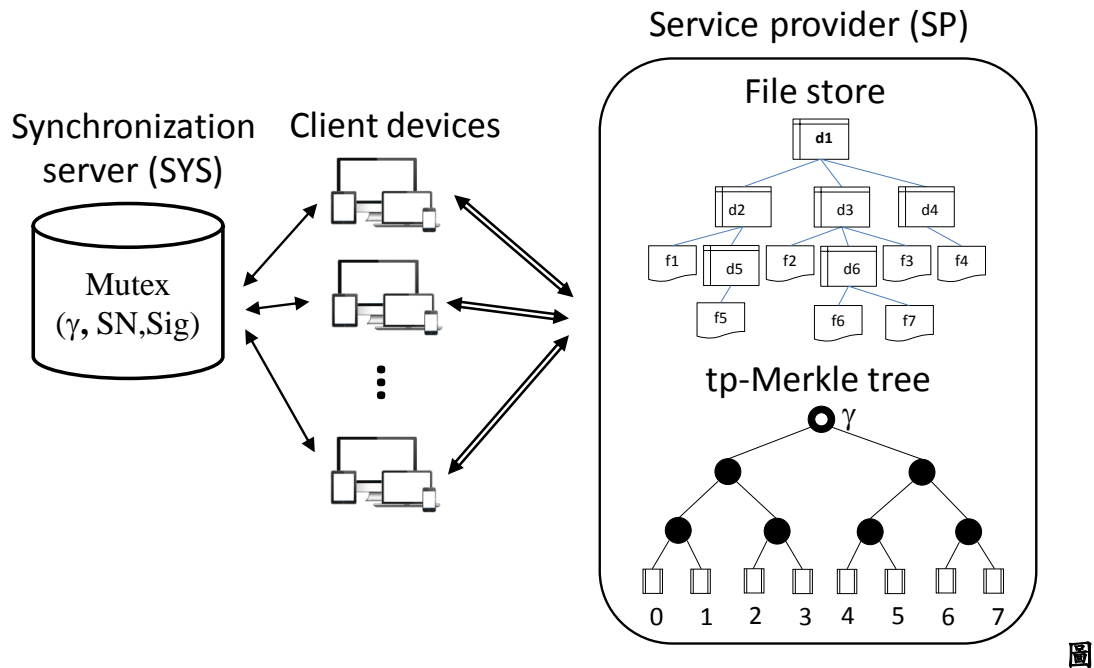 Service provider (SP)
File store
Synchronization
server (SYS)
Client devices
Mutex
(γ, SN,Sig)
d1
d2 d3 d4
f1 d5 f2 d6 f3 f4
f5 f6 f7
tp-Merkle tree
γ
0 1 2 3 4 5 6 7
圖